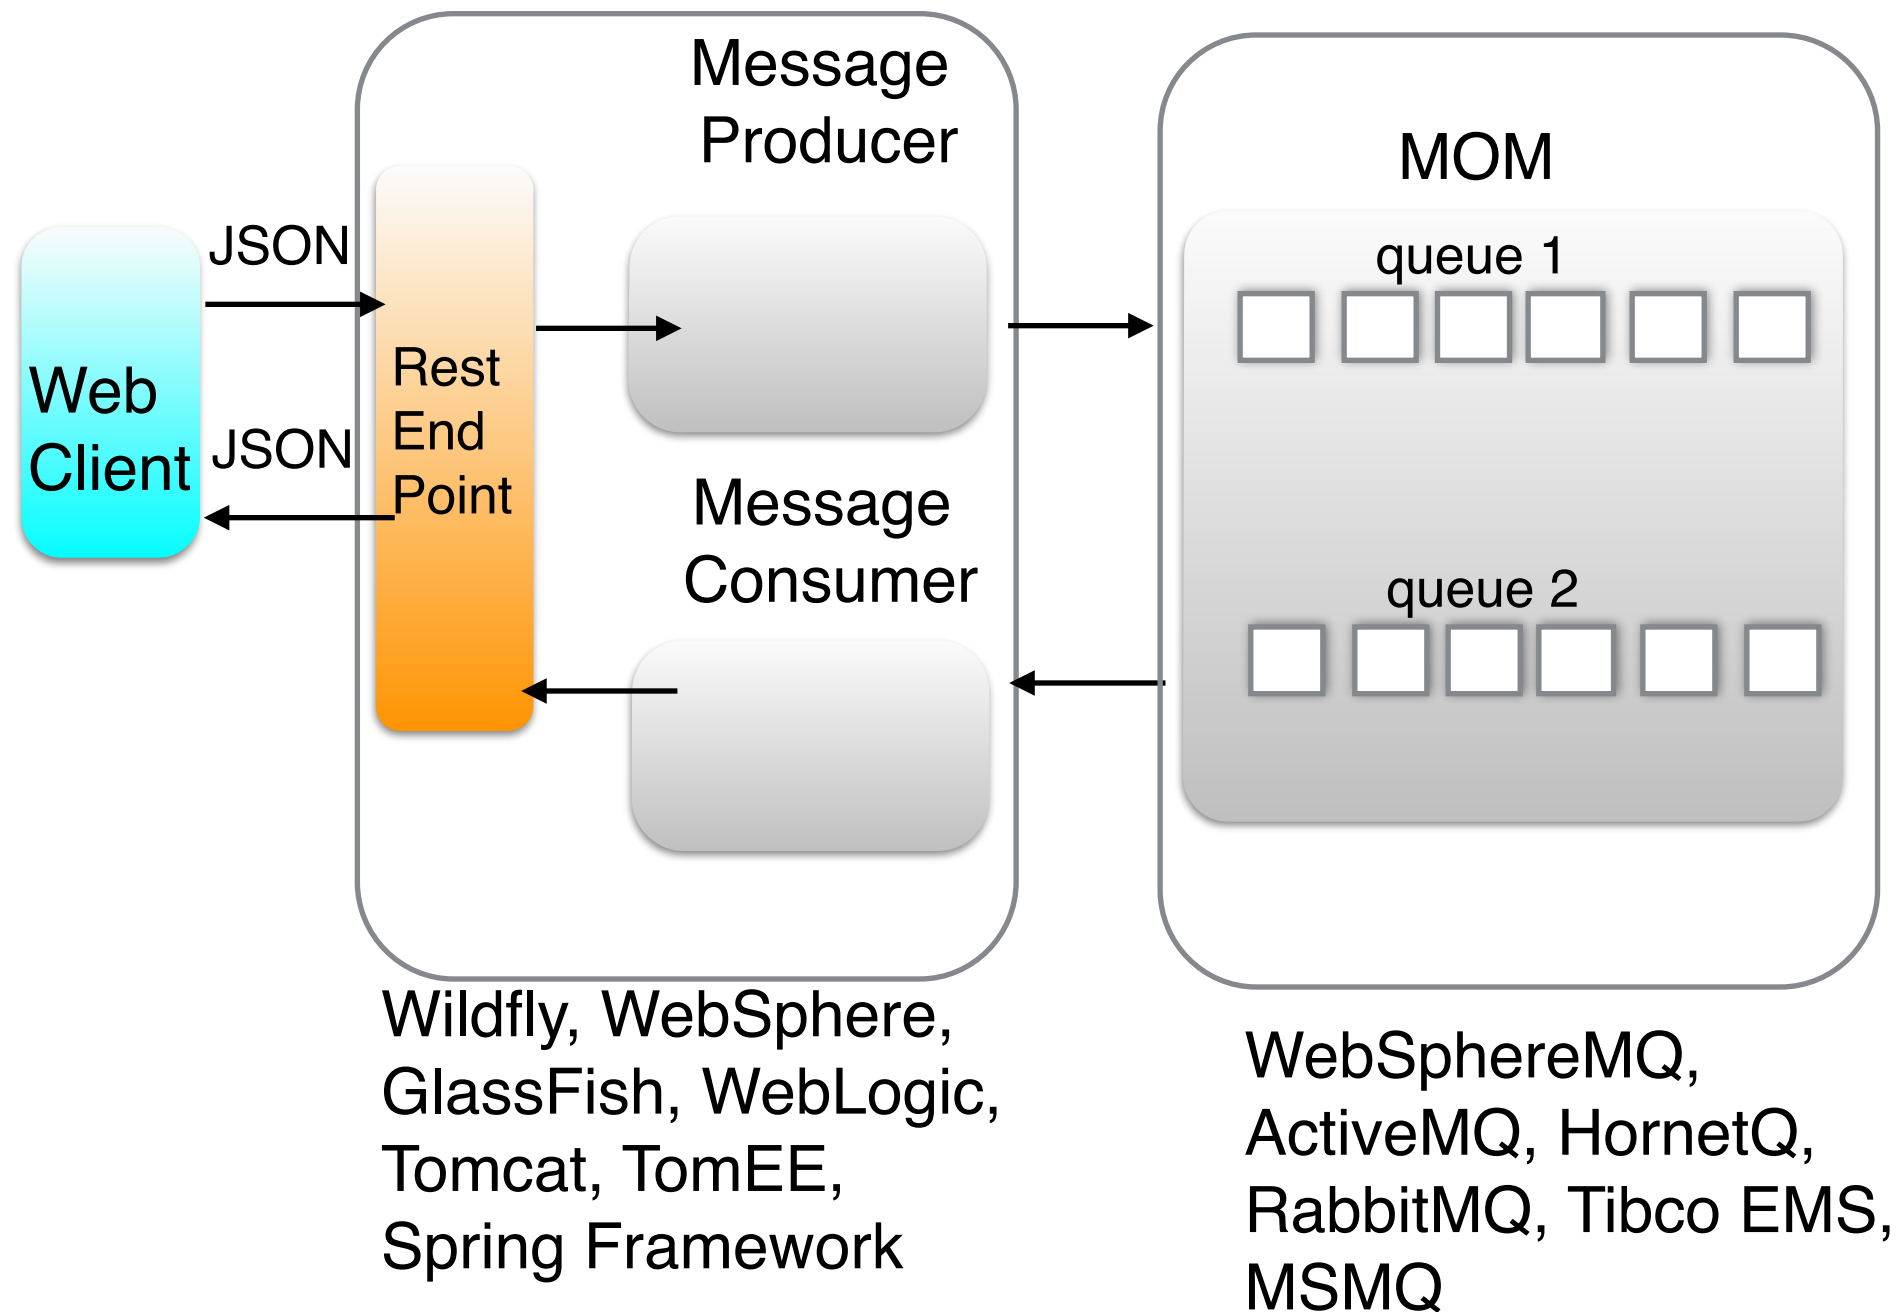 Message
Producer
MOM
JSON
queue 1
Web
Client
JSON
Rest
End
Point
Message
Consumer
queue 2
Wildfly, WebSphere,
GlassFish, WebLogic,
Tomcat, TomEE,
Spring Framework
WebSphereMQ,
ActiveMQ, HornetQ,
RabbitMQ, Tibco EMS,
MSMQ